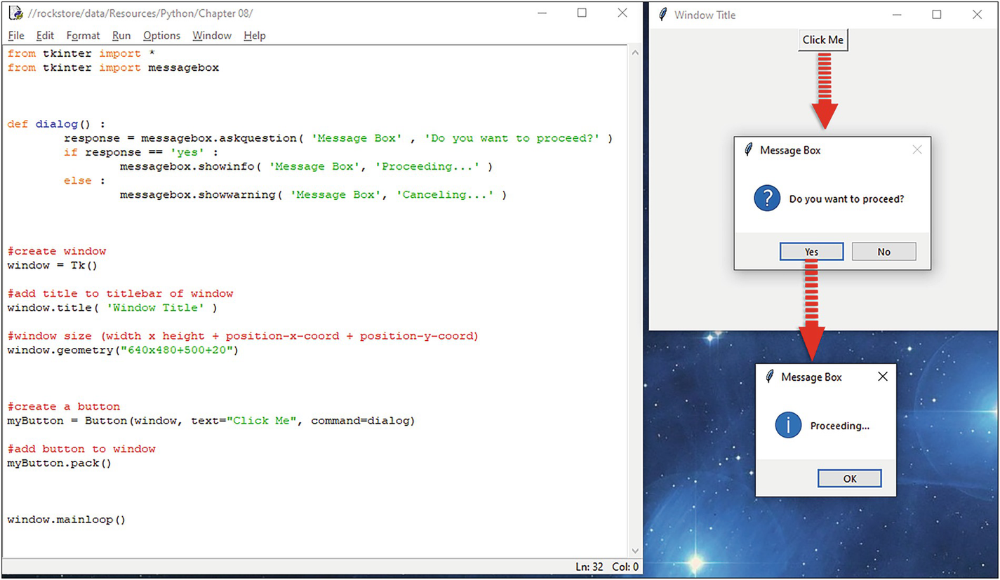 //rockstore/data/Resources/Python/Chapter 08/
File Edit Format Run Options Window Help
from tkinter import *
from tkinter import messagebox
def dialog() :
response = messagebox.askquestion( 'Message Box' , 'Do you want to proceed?' )
if response == 'yes' :
messagebox.showinfo( 'Message Box', 'Proceeding...' )
else :
messagebox.showwarning( 'Message Box', 'Canceling...' )
#create window
window = Tk()
#add title to titlebar of window
window.title( 'Window Title' )
#window size (width x height + position-x-coord + position-y-coord)
window.geometry("640x480+500+20")
#create a button
myButton = Button(window, text="Click Me", command=dialog)
#add button to window
myButton.pack()
window.mainloop()
Ln: 32 Col: 0
Window Title
Click Me
Message Box
? Do you want to proceed?
Yes No
Message Box
i Proceeding...
OK